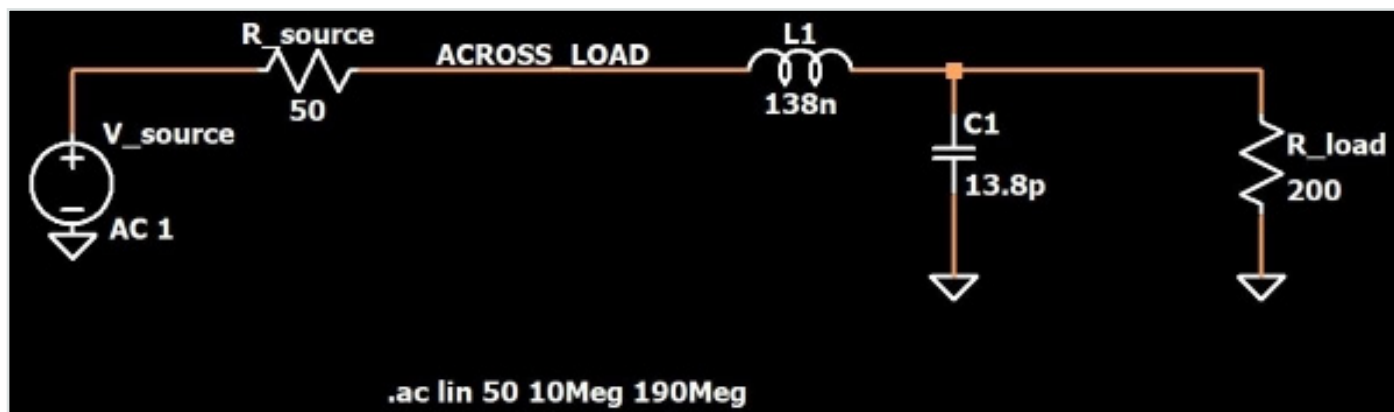 R_source
ACROSS_LOAD
L1
50
138n
V_source
C1
R_load
13.8p
200
AC 1
.ac lin 50 10Meg 190Meg